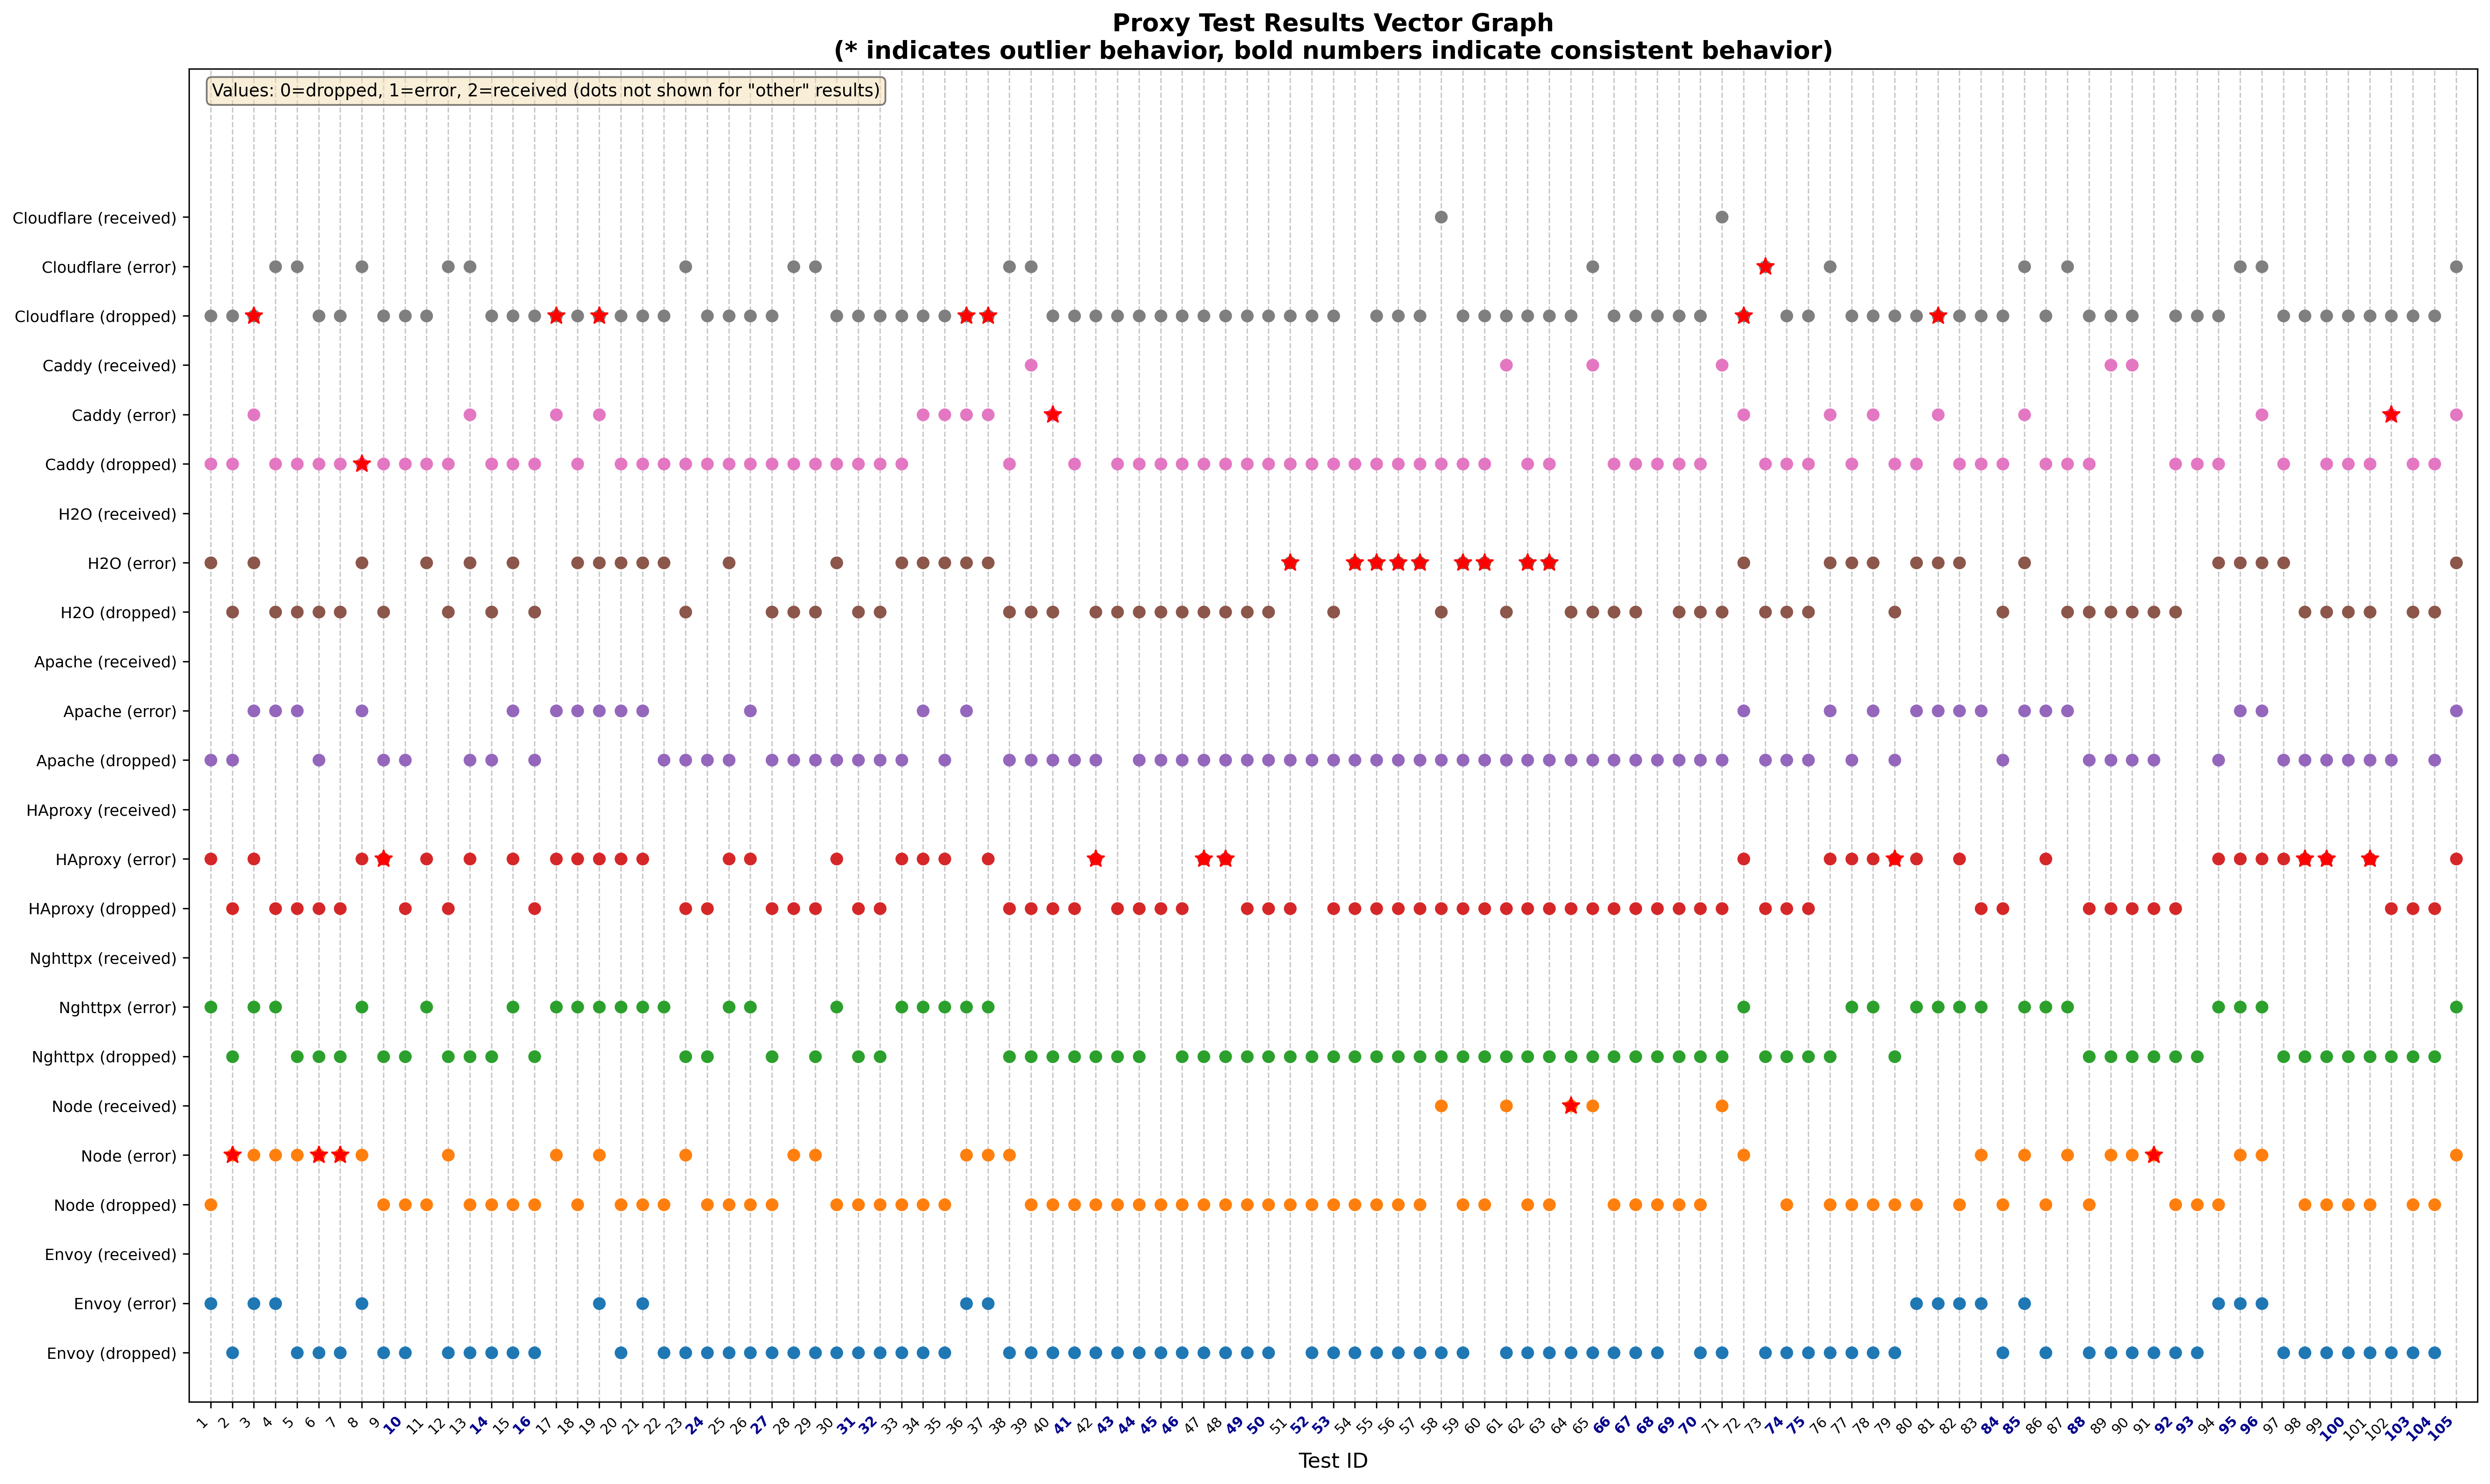 Proxy Test Results Vector Graph
(* indicates outlier behavior, bold numbers indicate consistent behavior)
Values: 0=dropped, 1=error, 2=received (dots not shown for "other" results)
Cloudflare (received)
Cloudflare (error)
Cloudflare (dropped)
Caddy (received)
Caddy (error)
Caddy (dropped)
H2O (received)
H2O (error)
H2O (dropped)
Apache (received)
Apache (error)
Apache (dropped)
HAproxy (received)
HAproxy (error)
HAproxy (dropped)
Nghttpx (received)
Nghttpx (error)
Nghttpx (dropped)
Node (received)
Node (error)
Node (dropped)
Envoy (received)
Envoy (error)
Envoy (dropped)
1 2 3 4 5 6 7 8 9 10 11 12 13 14 15 16 17 18 19 20 21 22 23 24 25 26 27 28 29 30 31 32 33 34 35 36 37 38 39 40 41 42 43 44 45 46 47 48 49 50 51 52 53 54 55 56 57 58 59 60 61 62 63 64 65 66 67 68 69 70 71 72 73 74 75 76 77 78 79 80 81 82 83 84 85 86 87 88 89 90 91 92 93 94 95 96 97 98 99 100 101 102 103 104 105
Test ID